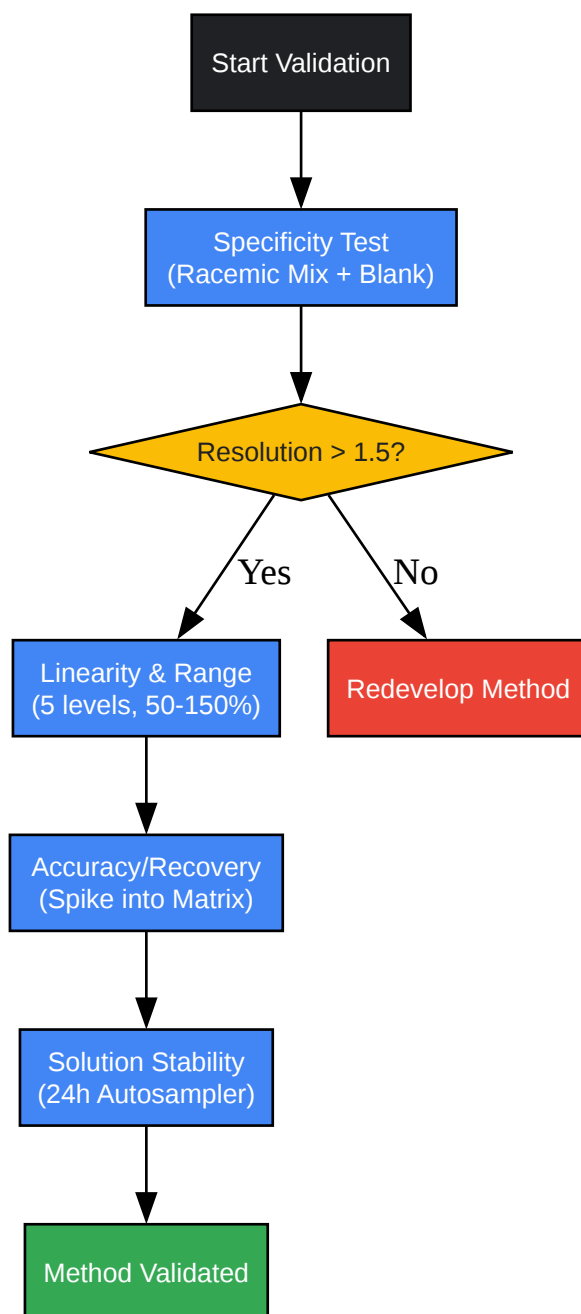 Start Validation
Specificity Test
(Racemic Mix + Blank)
Resolution > 1.5?
Yes
No
Linearity & Range
(5 levels, 50-150%)
Redevelop Method
Accuracy/Recovery
(Spike into Matrix)
Solution Stability
(24h Autosampler)
Method Validated